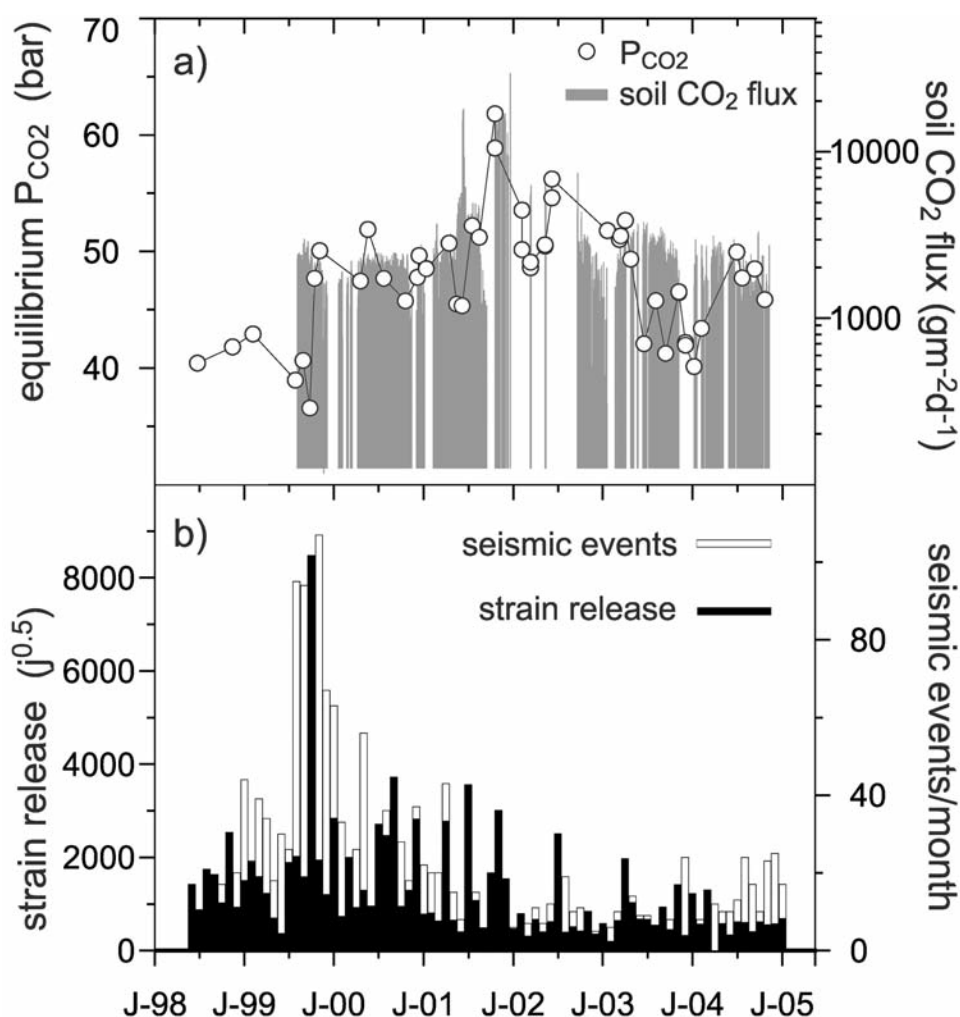 a)
P_CO2
soil CO₂ flux
equilibrium P_CO2 (bar)
70
60
50
40
soil CO₂ flux (gm⁻²d⁻¹)
10000
1000
b)
seismic events
strain release
strain release (j⁰·⁵)
8000
6000
4000
2000
0
seismic events/month
80
40
0
J-98 J-99 J-00 J-01 J-02 J-03 J-04 J-05